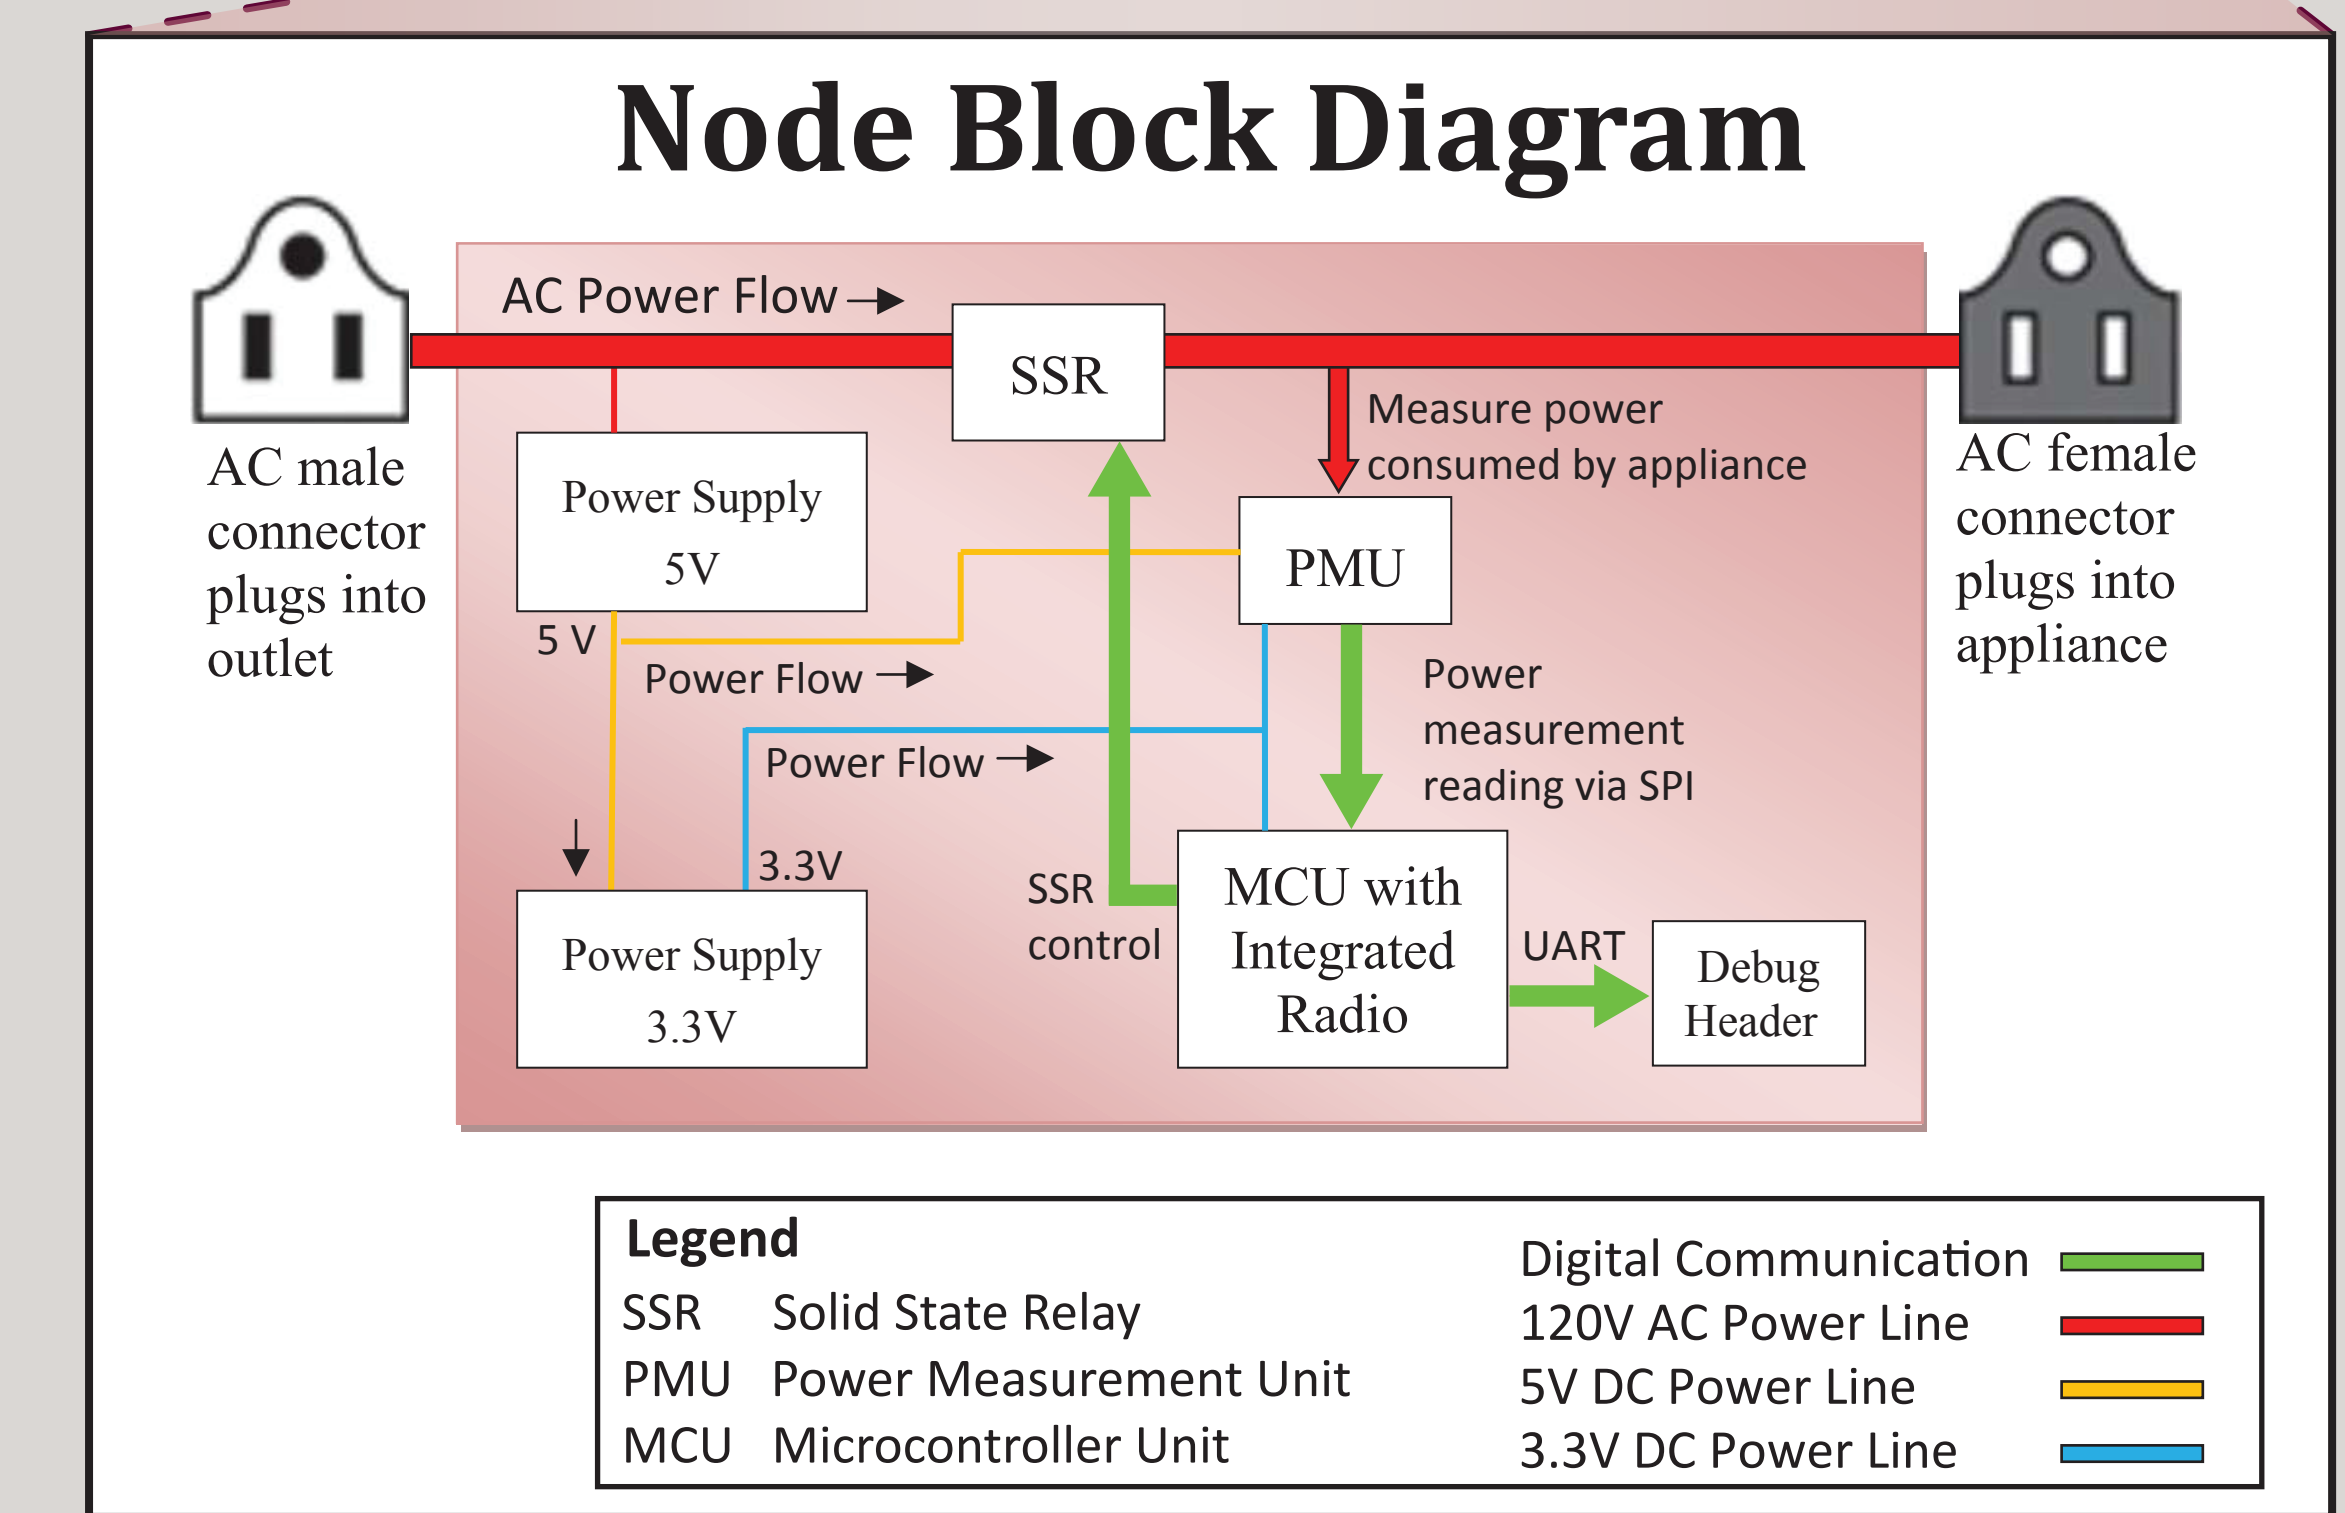 Node Block Diagram
AC Power Flow
SSR
Measure power
consumed by appliance
AC male
connector
plugs into
outlet
AC female
connector
plugs into
appliance
Power Supply
5V
PMU
5 V
Power Flow
Power
measurement
reading via SPI
Power Flow
3.3V
SSR
control
MCU with
Integrated
Radio
UART
Debug
Header
Power Supply
3.3V
Legend
SSR Solid State Relay
PMU Power Measurement Unit
MCU Microcontroller Unit
Digital Communication
120V AC Power Line
5V DC Power Line
3.3V DC Power Line